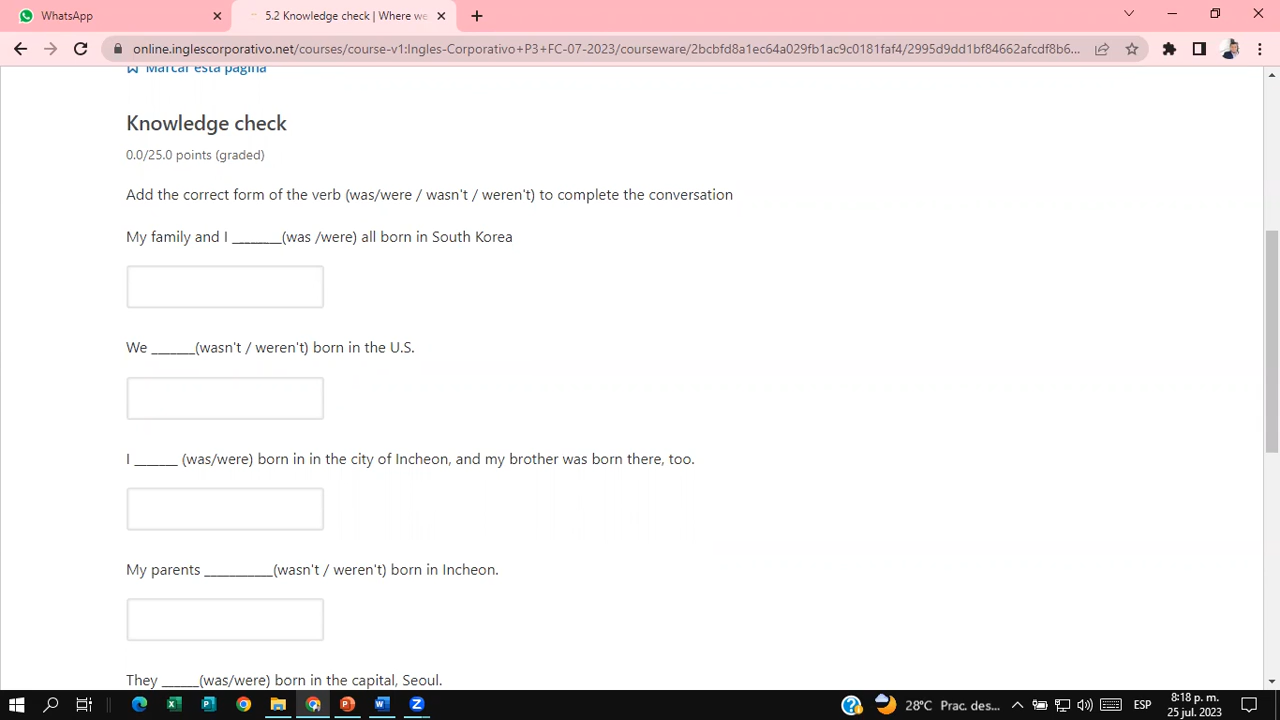 WhatsApp
5.2 Knowledge check | Where we
online.inglescorporativo.net/courses/course-v1:Ingles-Corporativo+P3+FC-07-2023/courseware/2bcbfd8a1ec64a029fb1ac9c0181faf4/2995d9dd1bf84662afcdf8b6...
Marcar esta página
Knowledge check
0.0/25.0 points (graded)
Add the correct form of the verb (was/were / wasn't / weren't) to complete the conversation
My family and I ________(was /were) all born in South Korea
We _______(wasn't / weren't) born in the U.S.
I _______ (was/were) born in in the city of Incheon, and my brother was born there, too.
My parents ___________(wasn't / weren't) born in Incheon.
They ______(was/were) born in the capital, Seoul.
28°C Prac. des... ESP 8:18 p. m.
25 jul. 2023